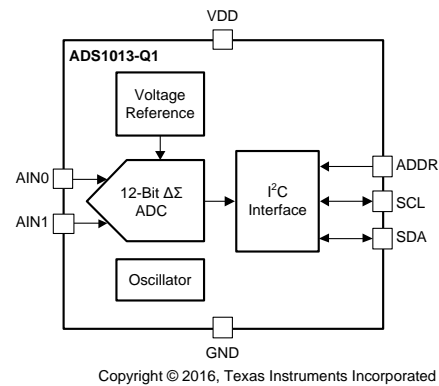 VDD
ADS1013-Q1
Voltage
Reference
AIN0
AIN1
12-Bit ΔΣ
ADC
I²C
Interface
ADDR
SCL
SDA
Oscillator
GND
Copyright © 2016, Texas Instruments Incorporated